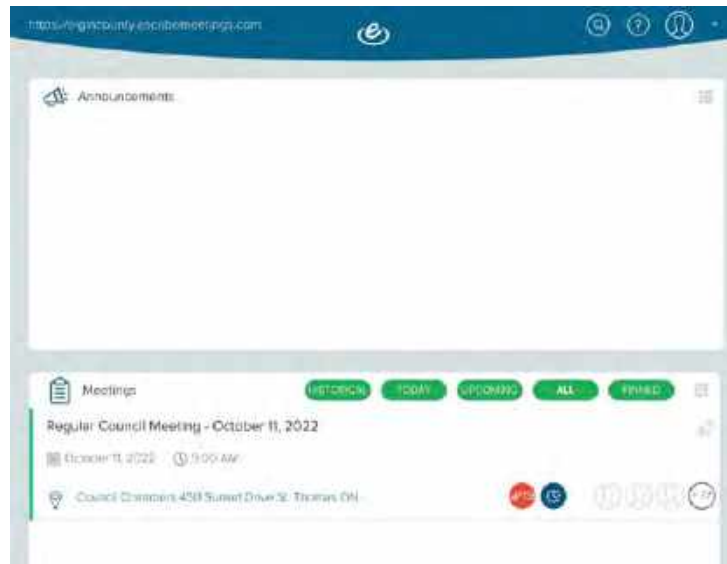 https://elgincounty.escribemeetings.com
Announcements
Meetings HISTORICAL TODAY UPCOMING ALL PINNED
Regular Council Meeting - October 11, 2022
October 11, 2022 9:00 AM
Council Chambers 450 Sunset Drive St. Thomas ON